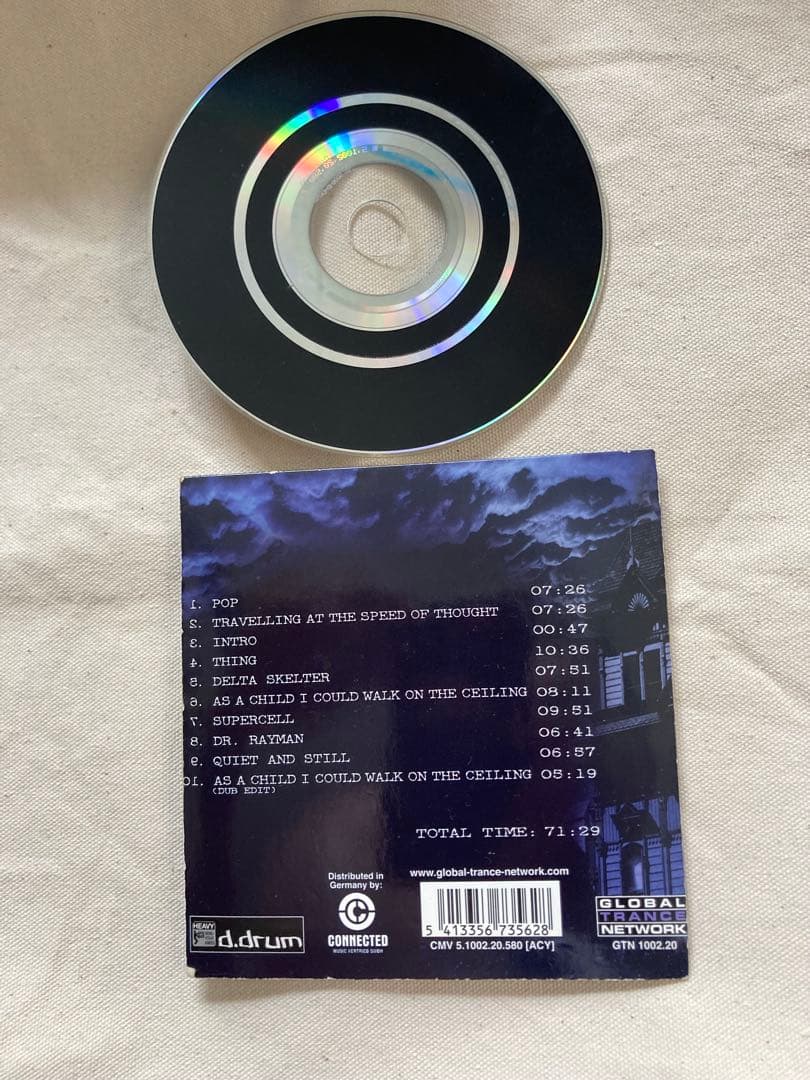 1. POP 07:26
2. TRAVELLING AT THE SPEED OF THOUGHT 07:26
3. INTRO 00:47
4. THING 10:36
5. DELTA SKELTER 07:51
6. AS A CHILD I COULD WALK ON THE CEILING 08:11
7. SUPERCELL 09:51
8. DR. RAYMAN 06:41
9. QUIET AND STILL 06:57
10. AS A CHILD I COULD WALK ON THE CEILING 05:19
(DUB EDIT)
TOTAL TIME: 71:29
HEAVY
d.drum
Distributed in
Germany by:
CONNECTED
MUSIC VERTRIEB GMBH
www.global-trance-network.com
5 413356 735628
CMV 5.1002.20.580 [ACY]
GLOBAL
TRANCE
NETWORK
GTN 1002.20